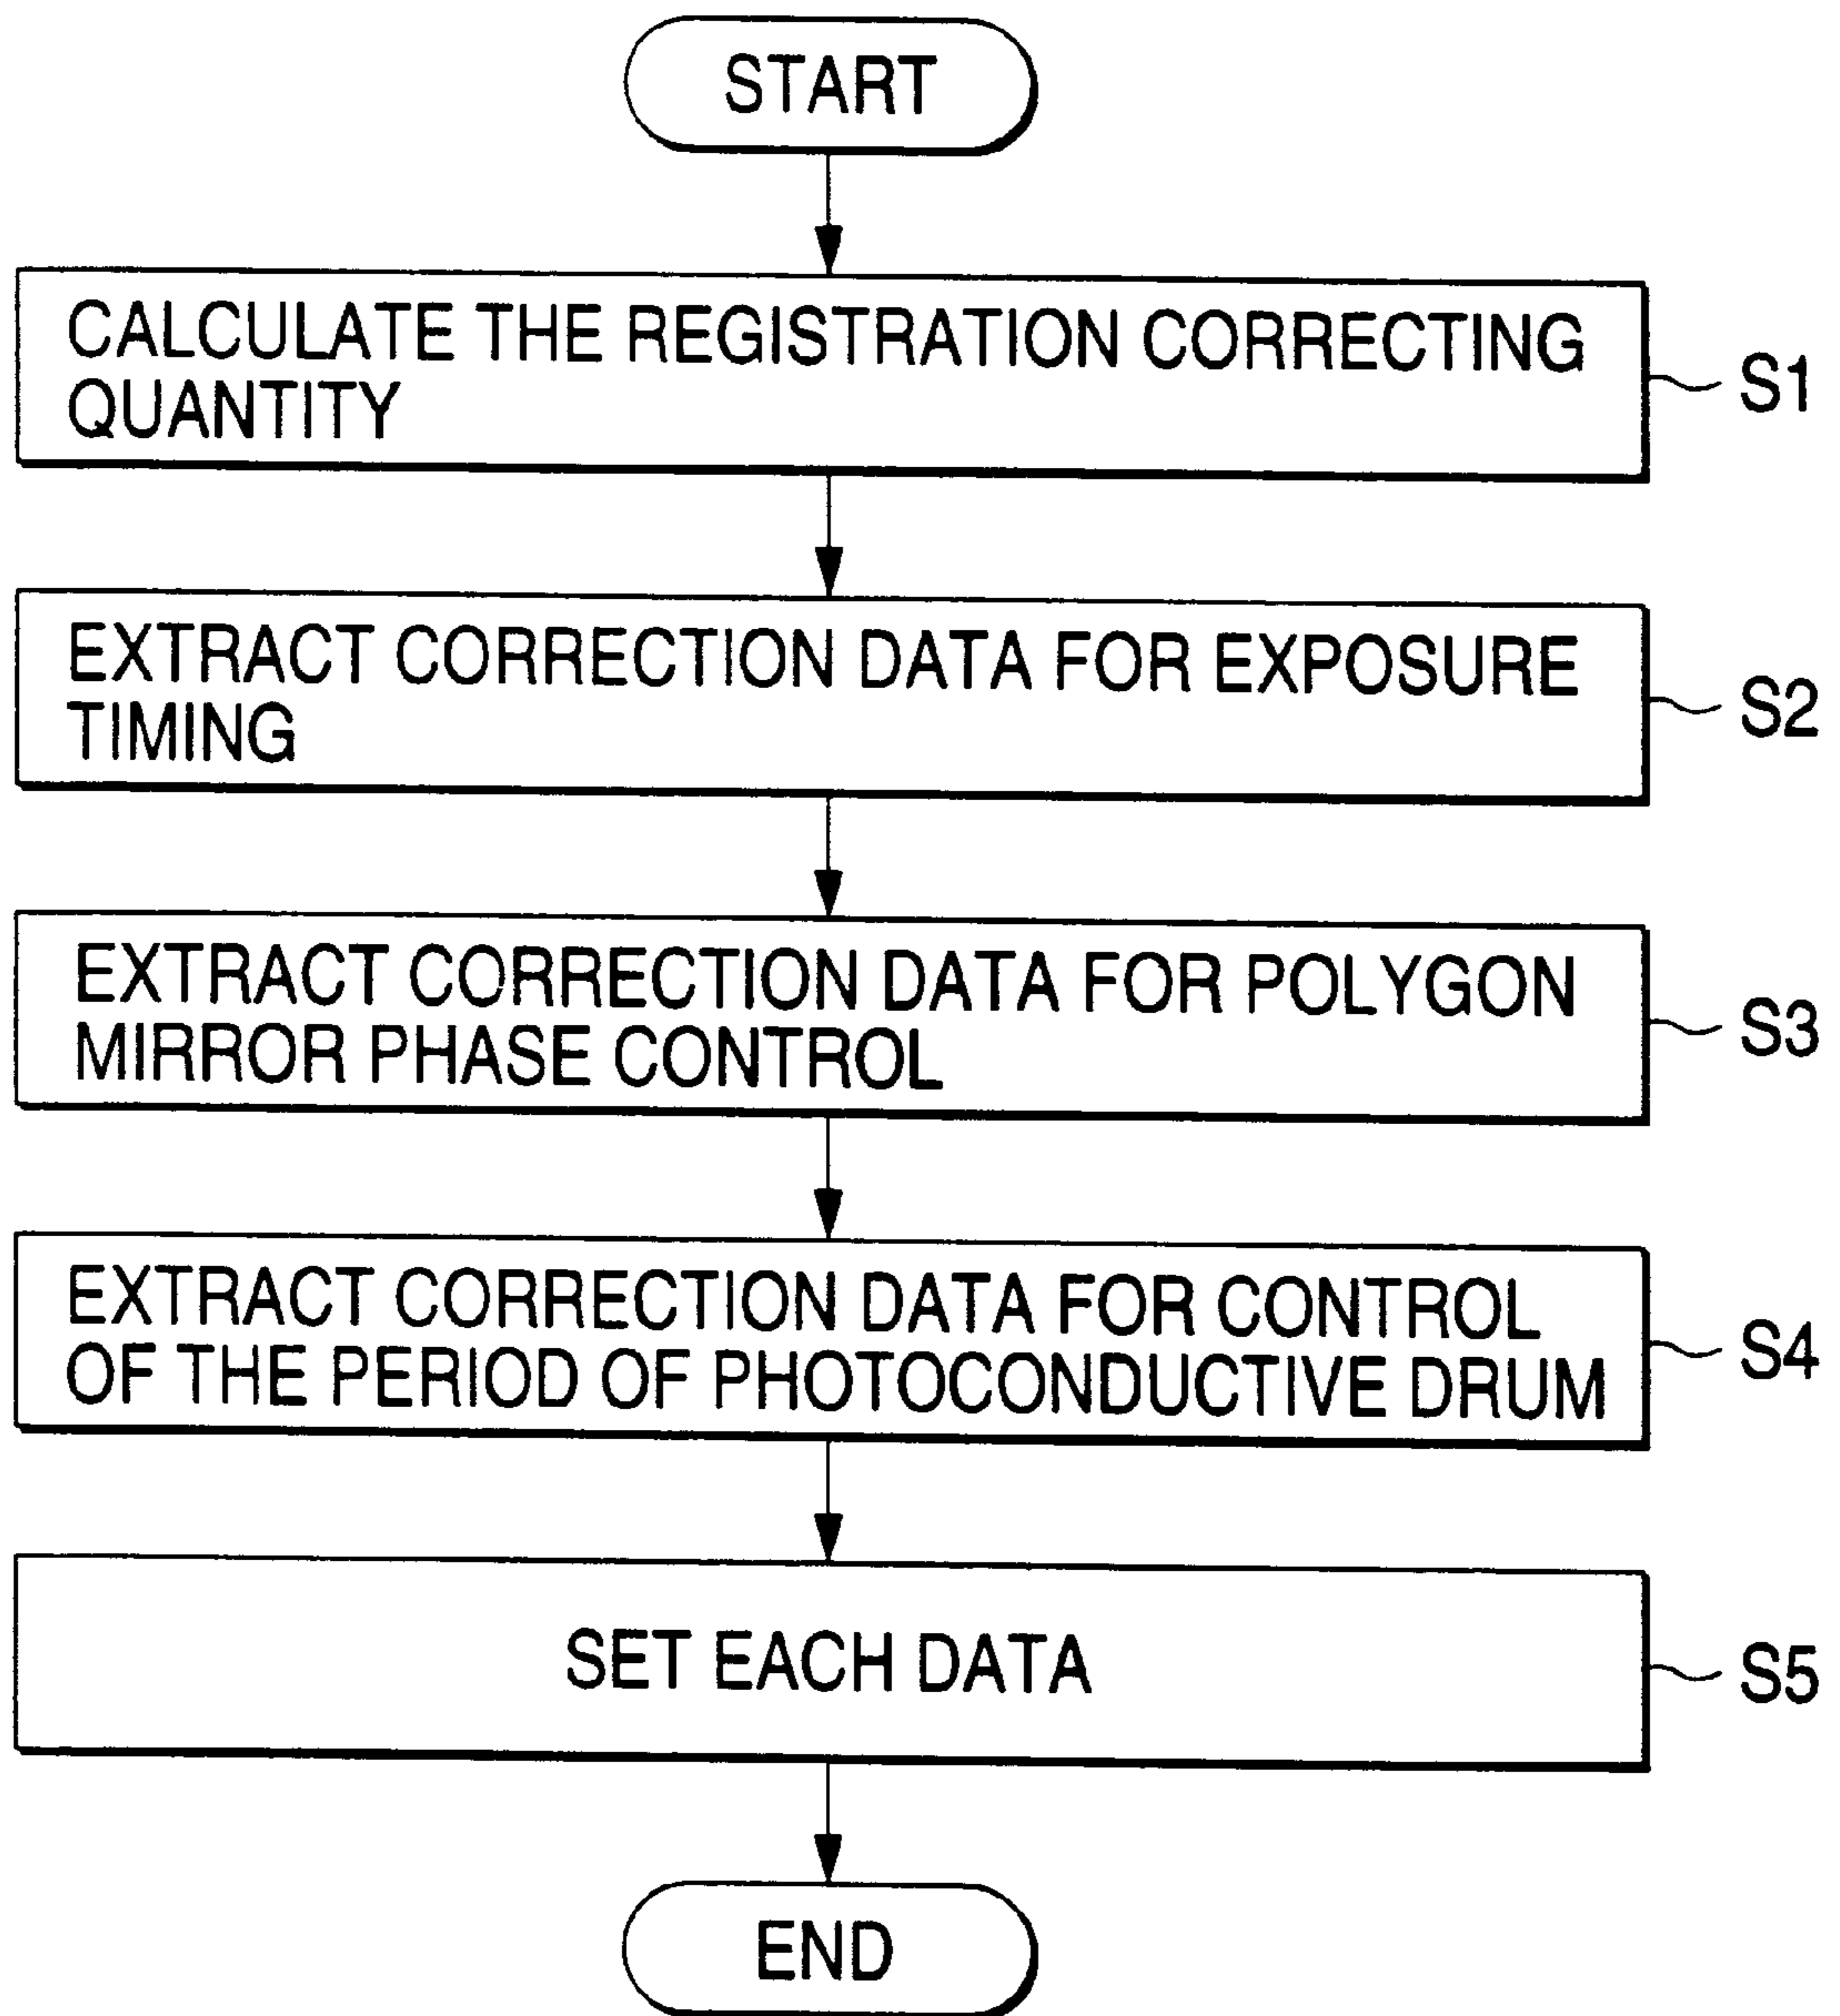 START
CALCULATE THE REGISTRATION CORRECTING
QUANTITY
S1
EXTRACT CORRECTION DATA FOR EXPOSURE
TIMING
S2
EXTRACT CORRECTION DATA FOR POLYGON
MIRROR PHASE CONTROL
S3
EXTRACT CORRECTION DATA FOR CONTROL
OF THE PERIOD OF PHOTOCONDUCTIVE DRUM
S4
SET EACH DATA
S5
END